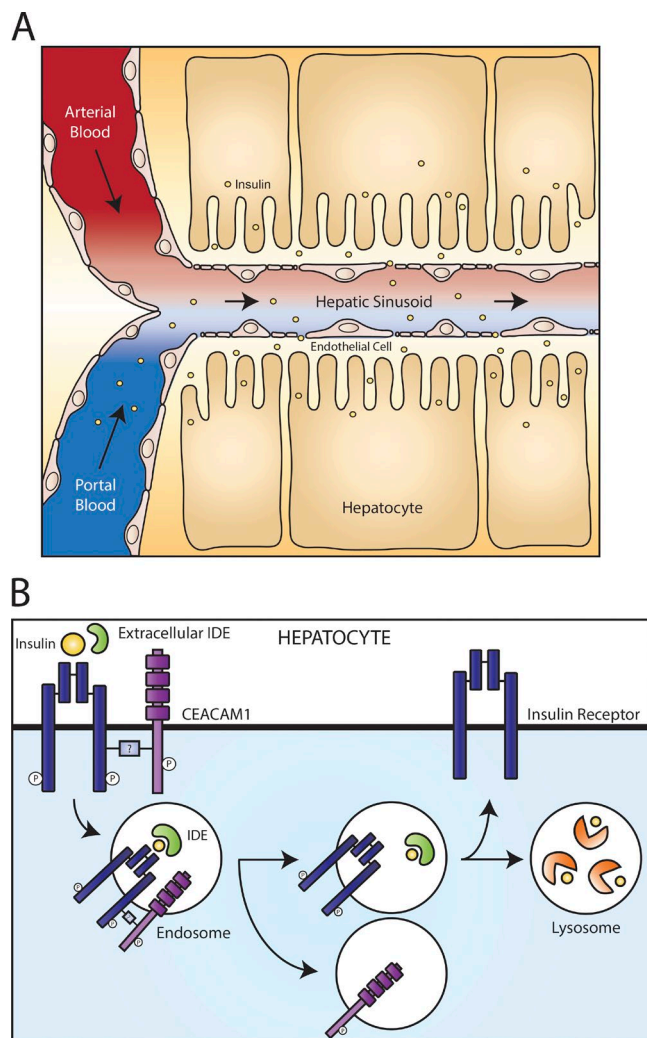 A
Arterial
Blood
Insulin
Hepatic Sinusoid
Endothelial Cell
Portal
Blood
Hepatocyte
B
Insulin
Extracellular IDE
HEPATOCYTE
CEACAM1
Insulin Receptor
?
P
P
P
IDE
P
P
?
P
Endosome
P
Lysosome
P